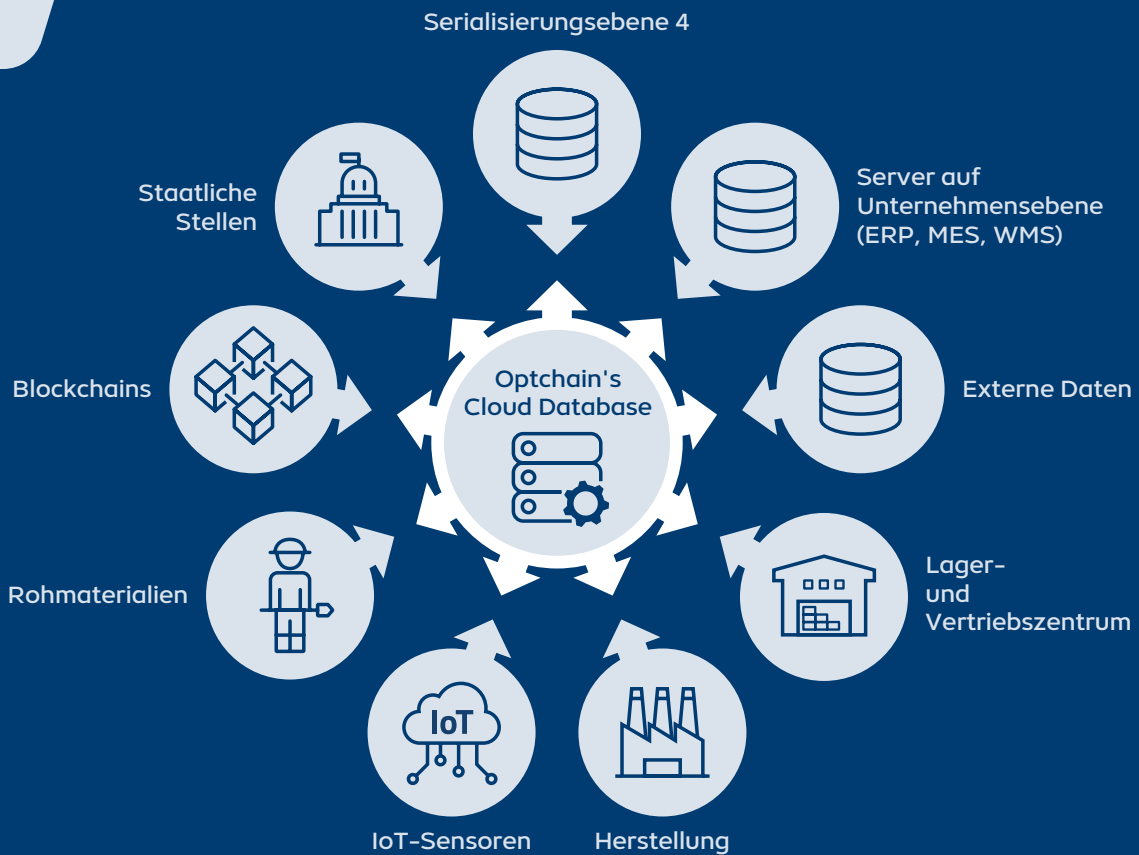 Serialisierungsebene 4
Staatliche
Stellen
Server auf
Unternehmensebene
(ERP, MES, WMS)
Blockchains
Optchain's
Cloud Database
Externe Daten
Rohmaterialien
Lager-
und
Vertriebszentrum
IoT
IoT-Sensoren
Herstellung